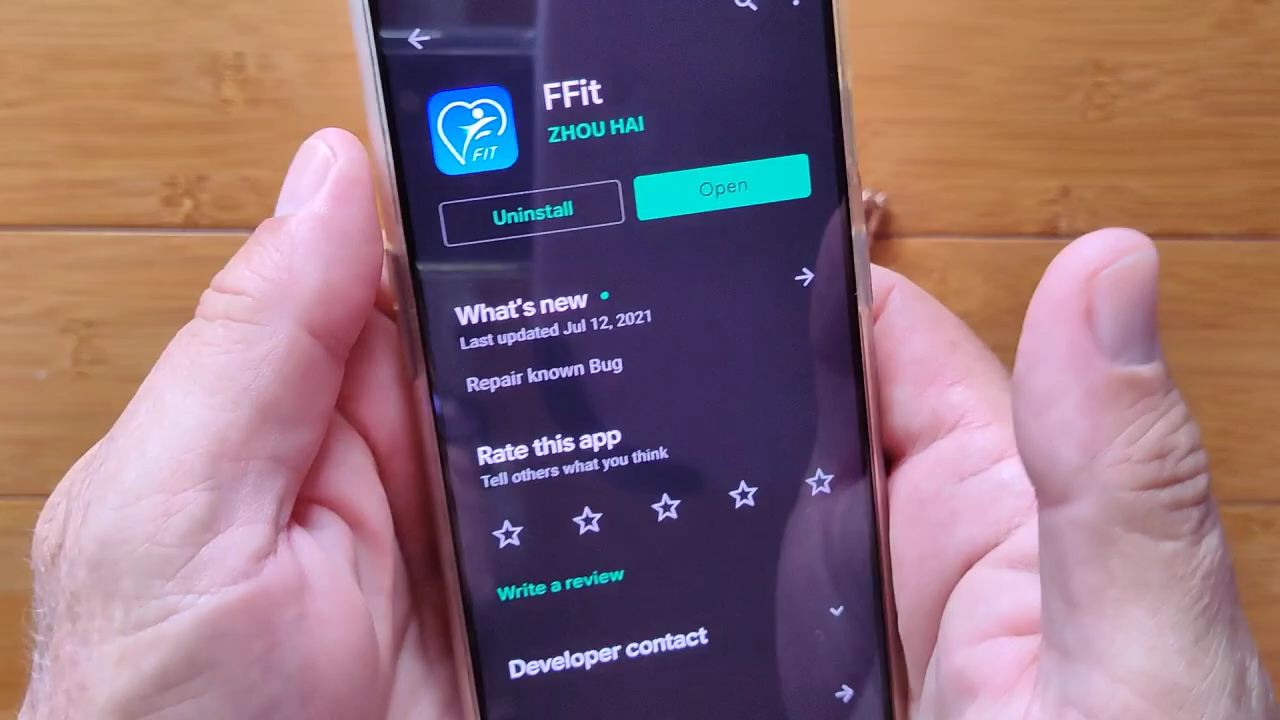 FFit
ZHOU HAI
FIT
Uninstall
Open
What's new
Last updated Jul 12, 2021
Repair known Bug
Rate this app
Tell others what you think
Write a review
Developer contact